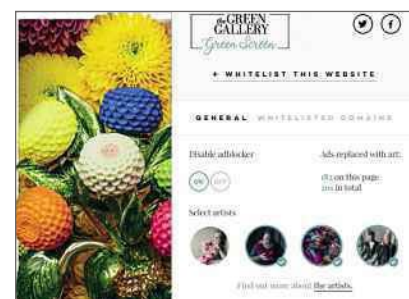 the GREEN
GALLERY
Green Screen
+ WHITELIST THIS WEBSITE
GENERAL WHITELISTED DOMAINS
Disable adblocker
Ads replaced with art:
ON OFF
on this page
in total
Select artists
Find out more about the artists.